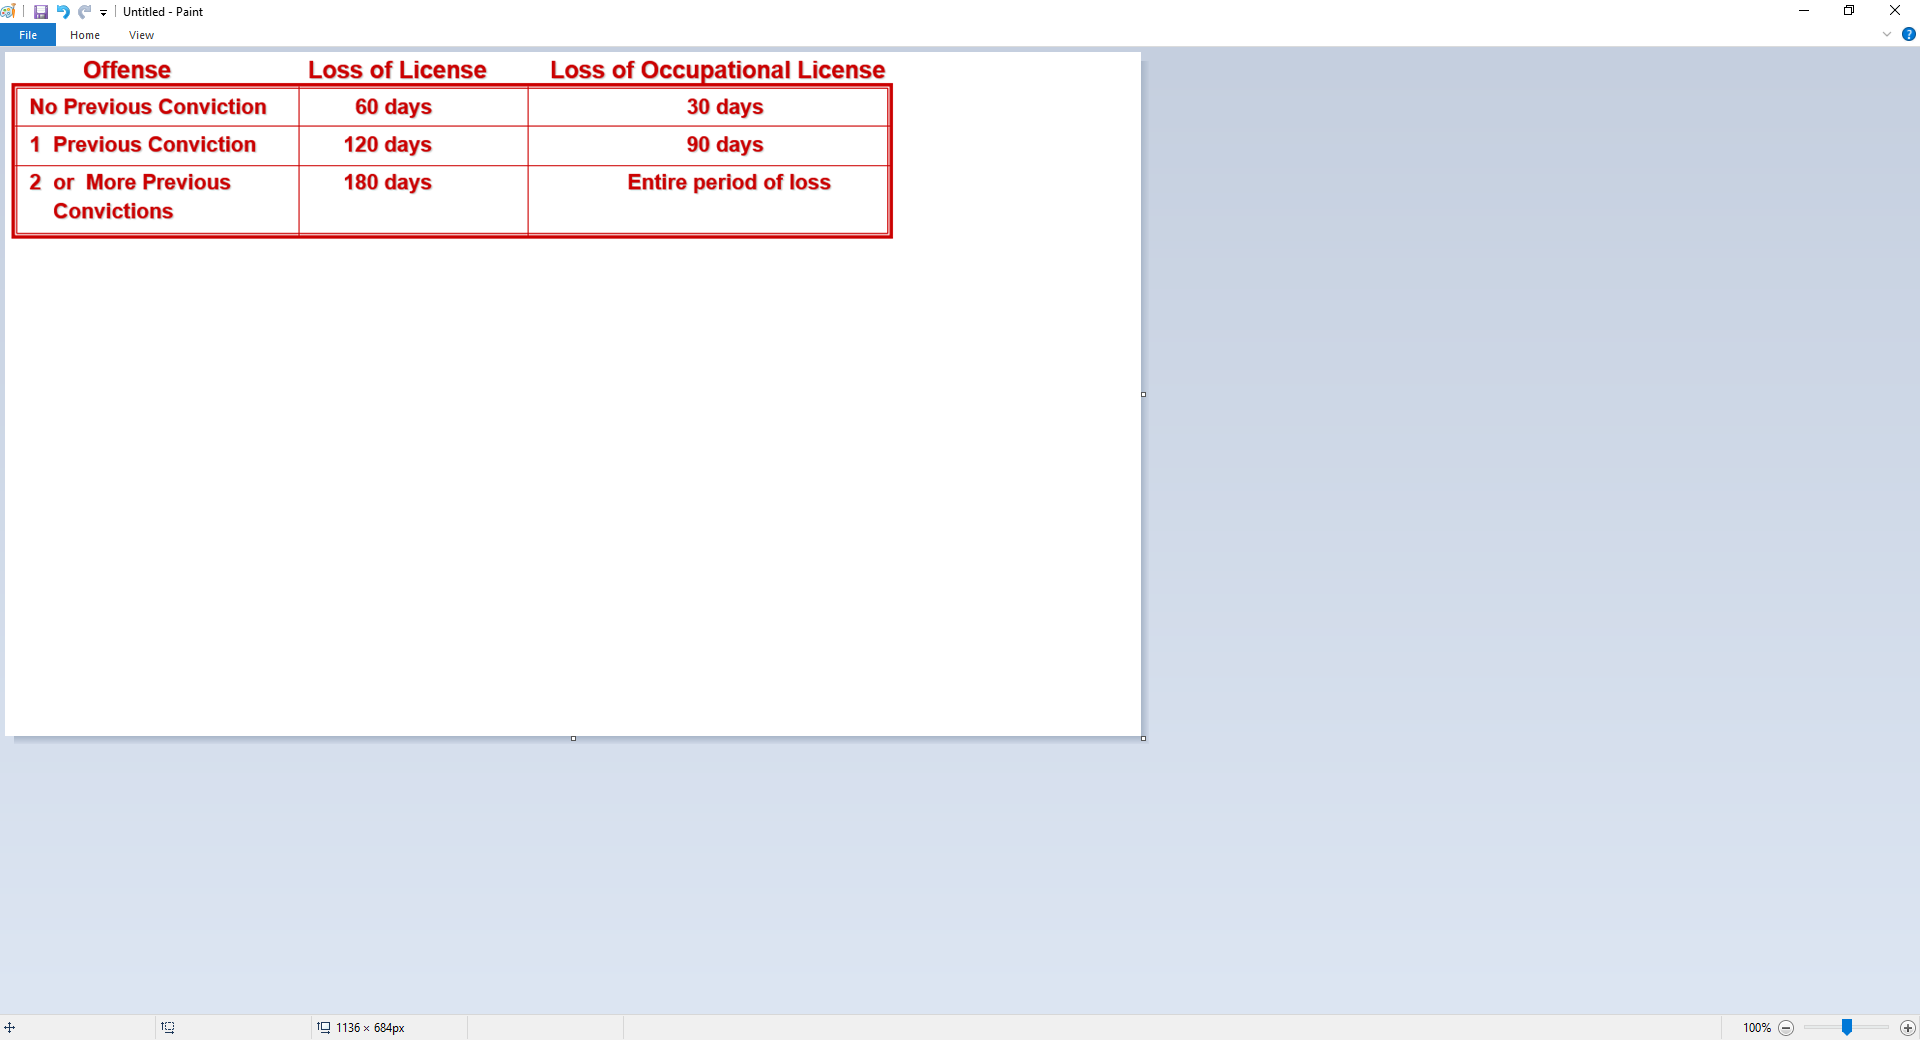 Untitled - Paint
File Home View
Offense Loss of License Loss of Occupational License
No Previous Conviction 60 days 30 days
1 Previous Conviction 120 days 90 days
2 or More Previous 180 days Entire period of loss
Convictions
1136 × 684px 100%